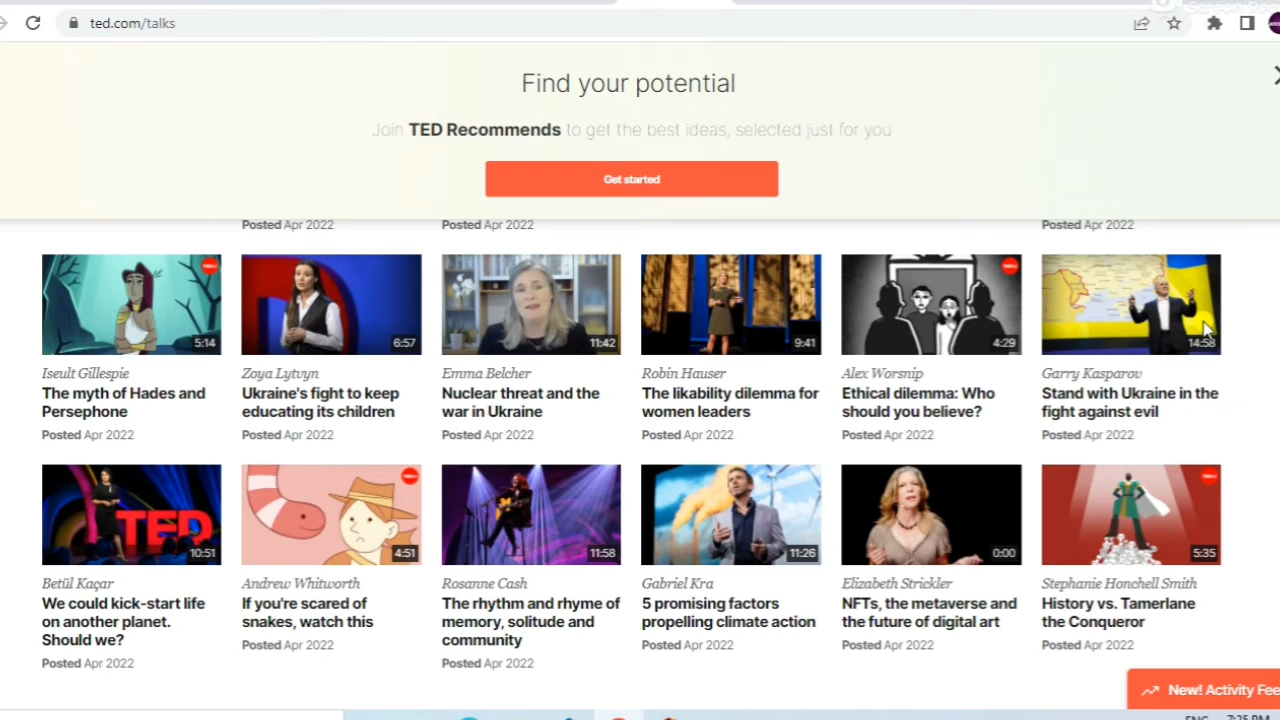 ted.com/talks
Find your potential
Join TED Recommends to get the best ideas, selected just for you
Get started
Posted Apr 2022
Posted Apr 2022
Posted Apr 2022
5:14
6:57
11:42
9:41
4:29
14:58
Iseult Gillespie
The myth of Hades and
Persephone
Posted Apr 2022
Zoya Lytvyn
Ukraine's fight to keep
educating its children
Posted Apr 2022
Emma Belcher
Nuclear threat and the
war in Ukraine
Posted Apr 2022
Robin Hauser
The likability dilemma for
women leaders
Posted Apr 2022
Alex Worsnip
Ethical dilemma: Who
should you believe?
Posted Apr 2022
Garry Kasparov
Stand with Ukraine in the
fight against evil
Posted Apr 2022
TED
10:51
4:51
11:58
11:26
0:00
5:35
Betül Kaçar
We could kick-start life
on another planet.
Should we?
Posted Apr 2022
Andrew Whitworth
If you're scared of
snakes, watch this
Posted Apr 2022
Rosanne Cash
The rhythm and rhyme of
memory, solitude and
community
Posted Apr 2022
Gabriel Kra
5 promising factors
propelling climate action
Posted Apr 2022
Elizabeth Strickler
NFTs, the metaverse and
the future of digital art
Posted Apr 2022
Stephanie Honchell Smith
History vs. Tamerlane
the Conqueror
Posted Apr 2022
New! Activity Fee
ENG 7:25 PM